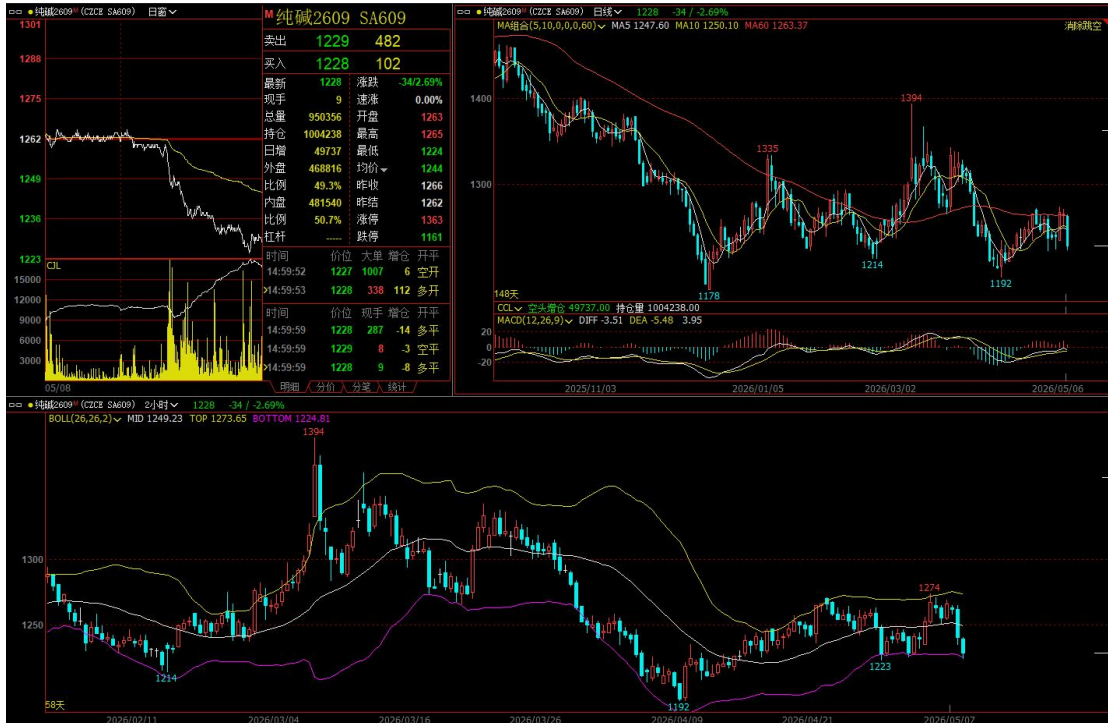 纯碱2609ᴹ (CZCE SA609) 日窗
1301
1288
1275
1262
1249
1236
1223
CJL
15000
12000
9000
6000
3000
05/08
M 纯碱2609 SA609
卖出 1229 482
买入 1228 102
最新 1228 涨跌 -34/2.69%
现手 9 速涨 0.00%
总量 950356 开盘 1263
持仓 1004238 最高 1265
日增 49737 最低 1224
外盘 468816 均价 1244
比例 49.3% 昨收 1266
内盘 481540 昨结 1262
比例 50.7% 涨停 1363
杠杆 ----- 跌停 1161
时间 价位 大单 增仓 开平
14:59:52 1227 1007 6 空开
>14:59:53 1228 338 112 多开
时间 价位 现手 增仓 开平
14:59:59 1228 287 -14 多平
14:59:59 1229 8 -3 空平
>14:59:59 1228 9 -8 多平
明细 分价 分笔 统计
纯碱2609ᴹ (CZCE SA609) 日线 1228 -34 / -2.69%
MA组合(5,10,0,0,0,60) MA5 1247.60 MA10 1250.10 MA60 1263.37 消除跳空
1394
1400
1335
1300
1214
1192
1178
148天
CCL 空头增仓 49737.00 持仓量 1004238.00
MACD(12,26,9) DIFF -3.51 DEA -5.48 3.95
20
0
-20
2025/11/03 2026/01/05 2026/03/02 2026/05/06
纯碱2609ᴹ (CZCE SA609) 2小时 1228 -34 / -2.69%
BOLL(26,26,2) MID 1249.23 TOP 1273.65 BOTTOM 1224.81
1394
1300
1274
1250
1223
1214
1192
58天
2026/02/11 2026/03/04 2026/03/16 2026/03/26 2026/04/09 2026/04/21 2026/05/07